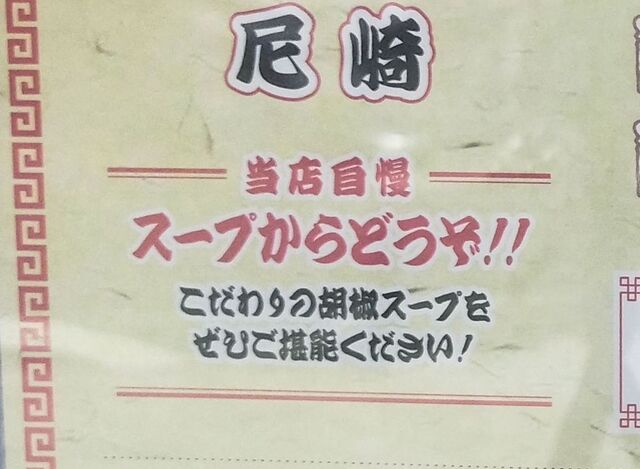 尼崎
当店自慢
スープからどうぞ!!
こだわりの胡椒スープを
ぜひご堪能ください!